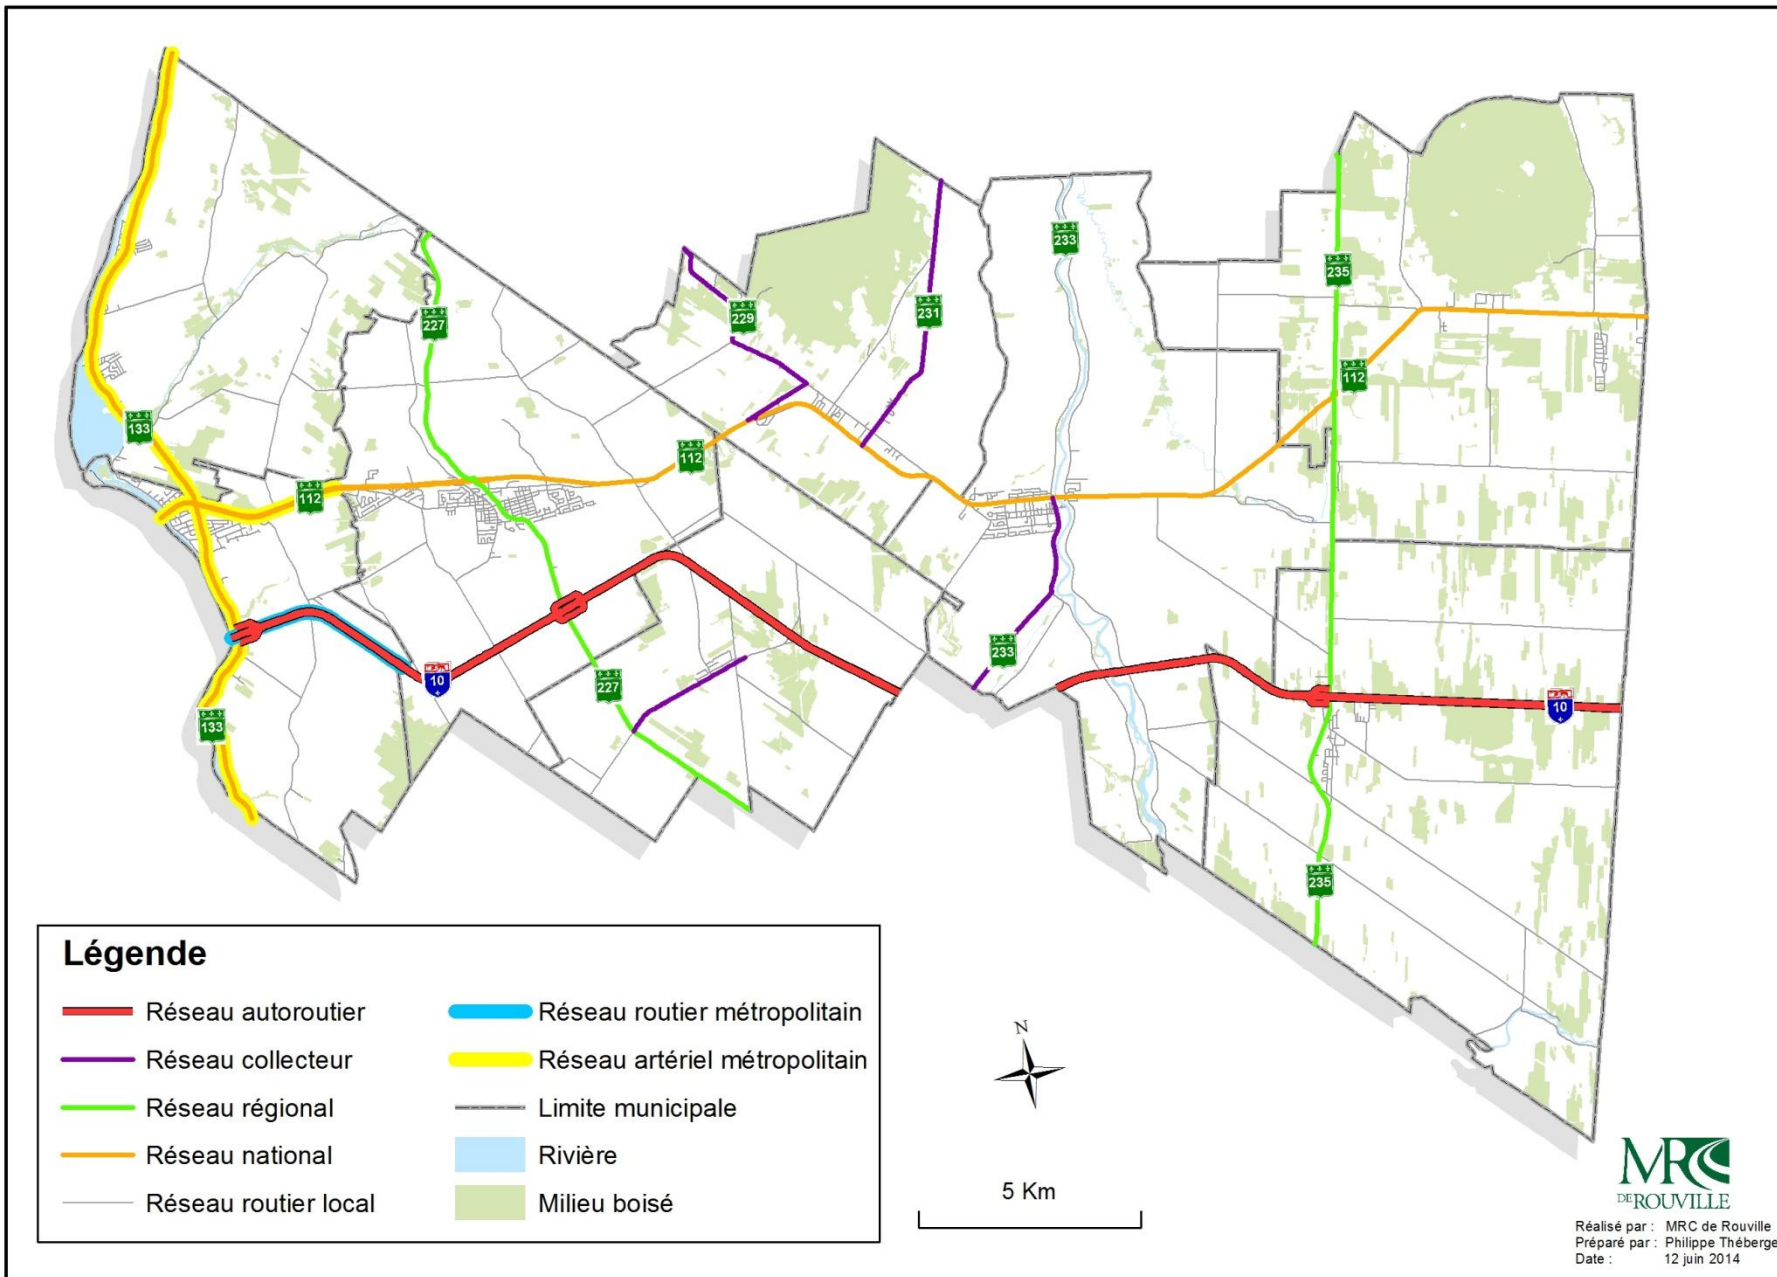 233
235
229
231
227
112
133
112
112
233
227
10
10
133
235
Légende
Réseau autoroutier
Réseau collecteur
Réseau régional
Réseau national
Réseau routier local
Réseau routier métropolitain
Réseau artériel métropolitain
Limite municipale
Rivière
Milieu boisé
N
5 Km
MRC
DE ROUVILLE
Réalisé par : MRC de Rouville
Préparé par : Philippe Théberge
Date : 12 juin 2014